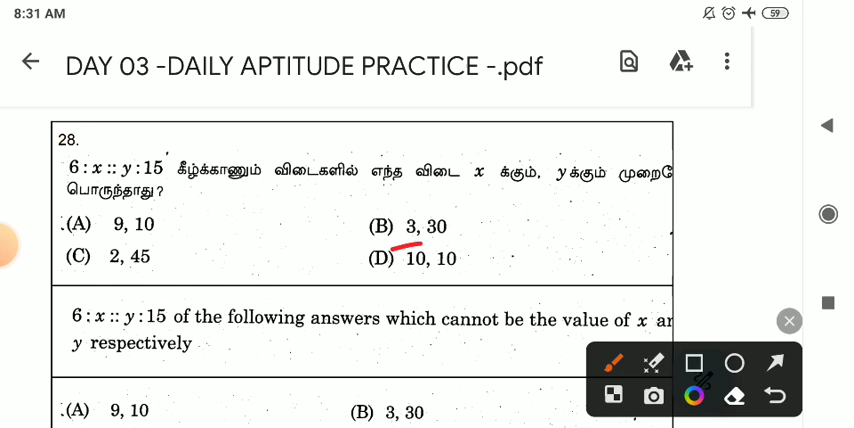 8:31 AM
59
DAY 03 -DAILY APTITUDE PRACTICE -.pdf
28.
6 : x :: y : 15 கீழ்க்காணும் விடைகளில் எந்த விடை x க்கும், y க்கும்
பொருந்தாது?
(A) 9, 10 (B) 3, 30
(C) 2, 45 (D) 10, 10
6 : x :: y : 15 of the following answers which cannot be the value of x
y respectively
(A) 9, 10 (B) 3, 30